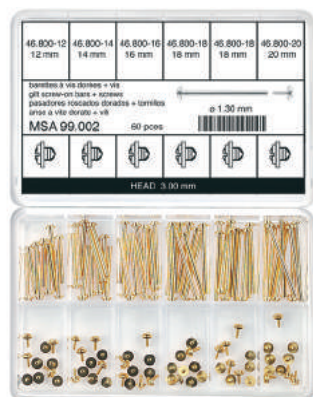 46.800-12 46.800-14 46.800-16 46.800-18 46.800-18 46.800-20
12 mm 14 mm 16 mm 18 mm 18 mm 20 mm
barrettes à vis dorées + vis
gilt screw-on bars + screws
pasadores roscados dorados + tornillos
anse a vite dorate + viti
ø 1.30 mm
MSA 99.002 60 pces
HEAD 3.00 mm